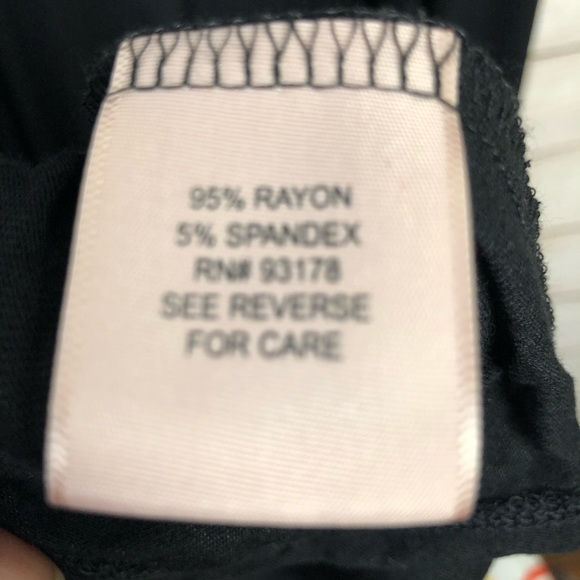 95% RAYON
5% SPANDEX
RN# 93178
SEE REVERSE
FOR CARE